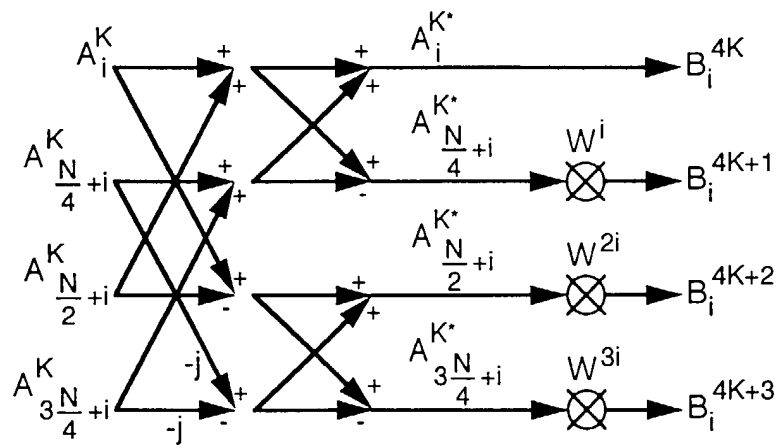 A_i^K + + A_i^{K*} B_i^{4K}
+ +
A^K_{N/4 +i} + + A^{K*}_{N/4 +i} W^i B_i^{4K+1}
+ -
A^K_{N/2 +i} + + A^{K*}_{N/2 +i} W^{2i} B_i^{4K+2}
- +
A^K_{3N/4 +i} -j + + A^{K*}_{3N/4 +i} W^{3i} B_i^{4K+3}
-j - -